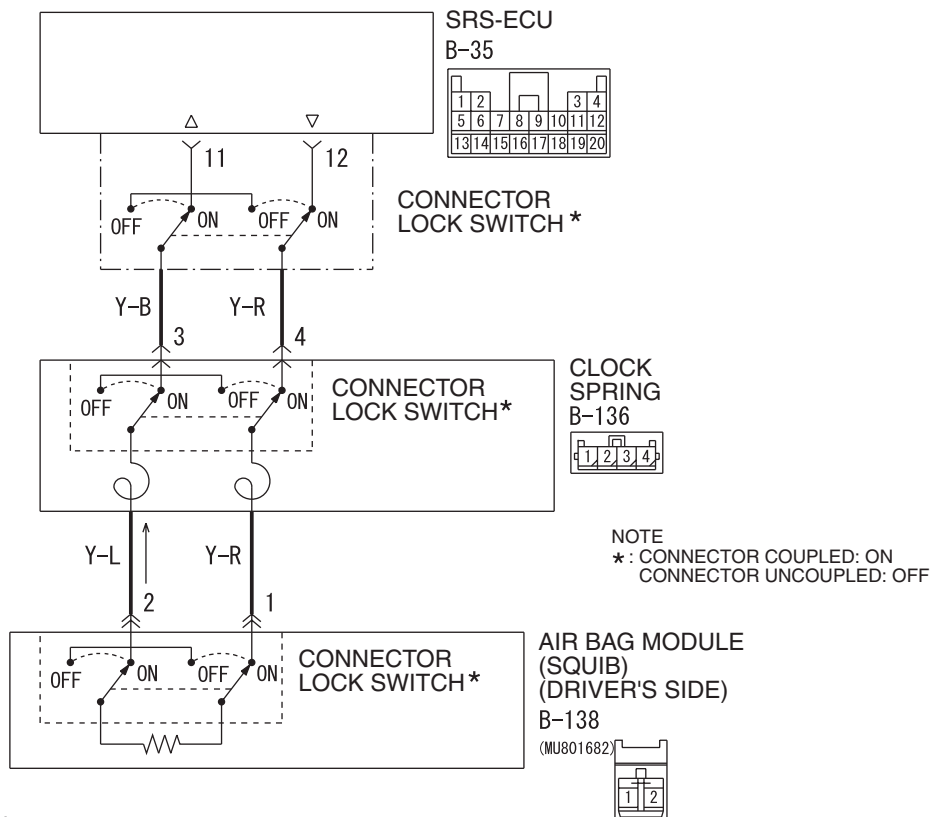 SRS-ECU
B-35
1 2 3 4
5 6 7 8 9 10 11 12
13 14 15 16 17 18 19 20
11 12
CONNECTOR
LOCK SWITCH *
OFF ON OFF ON
Y-B Y-R
3 4
CLOCK
SPRING
B-136
1 2 3 4
CONNECTOR
LOCK SWITCH*
OFF ON OFF ON
Y-L Y-R
2 1
NOTE
* : CONNECTOR COUPLED: ON
CONNECTOR UNCOUPLED: OFF
AIR BAG MODULE
(SQUIB)
(DRIVER'S SIDE)
B-138
(MU801682)
1 2
CONNECTOR
LOCK SWITCH*
OFF ON OFF ON